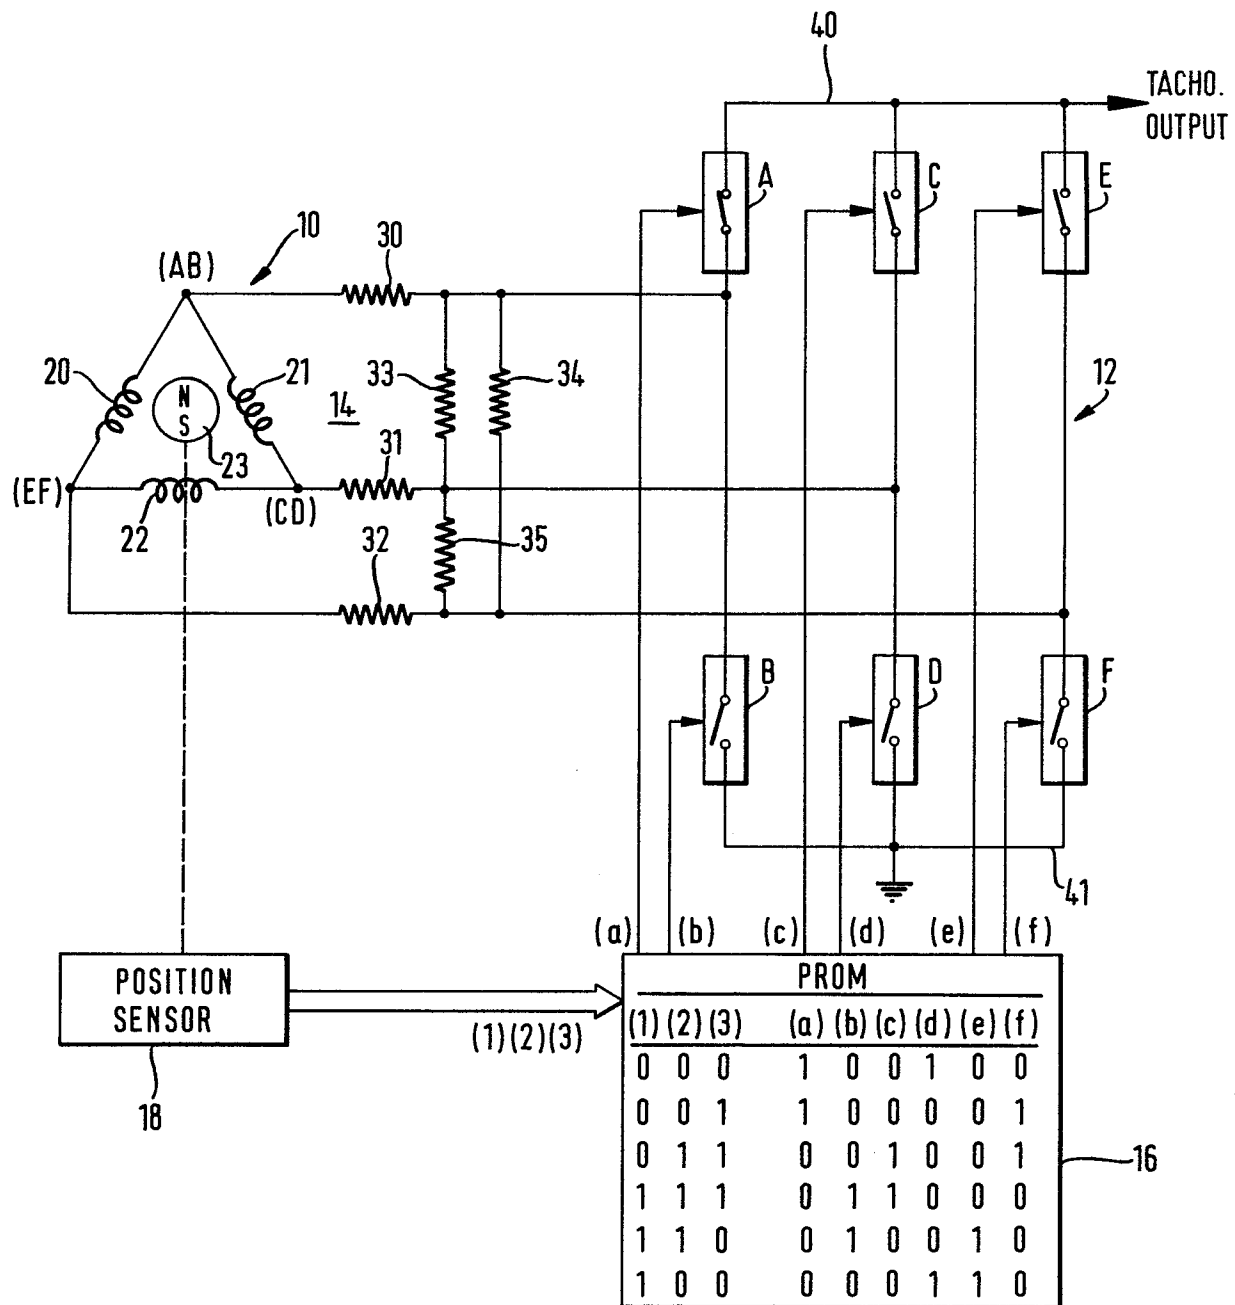 40
TACHO.
OUTPUT
A
C
E
10
30
(AB)
20
21
33
34
12
N
S
14
23
31
(EF)
22
(CD)
32
35
B
D
F
41
(a) (b) (c) (d) (e) (f)
POSITION
SENSOR
(1)(2)(3)
18
PROM
(1) (2) (3) (a) (b) (c) (d) (e) (f)
0 0 0 1 0 0 1 0 0
0 0 1 1 0 0 0 0 1
0 1 1 0 0 1 0 0 1
1 1 1 0 1 1 0 0 0
1 1 0 0 1 0 0 1 0
1 0 0 0 0 0 1 1 0
16